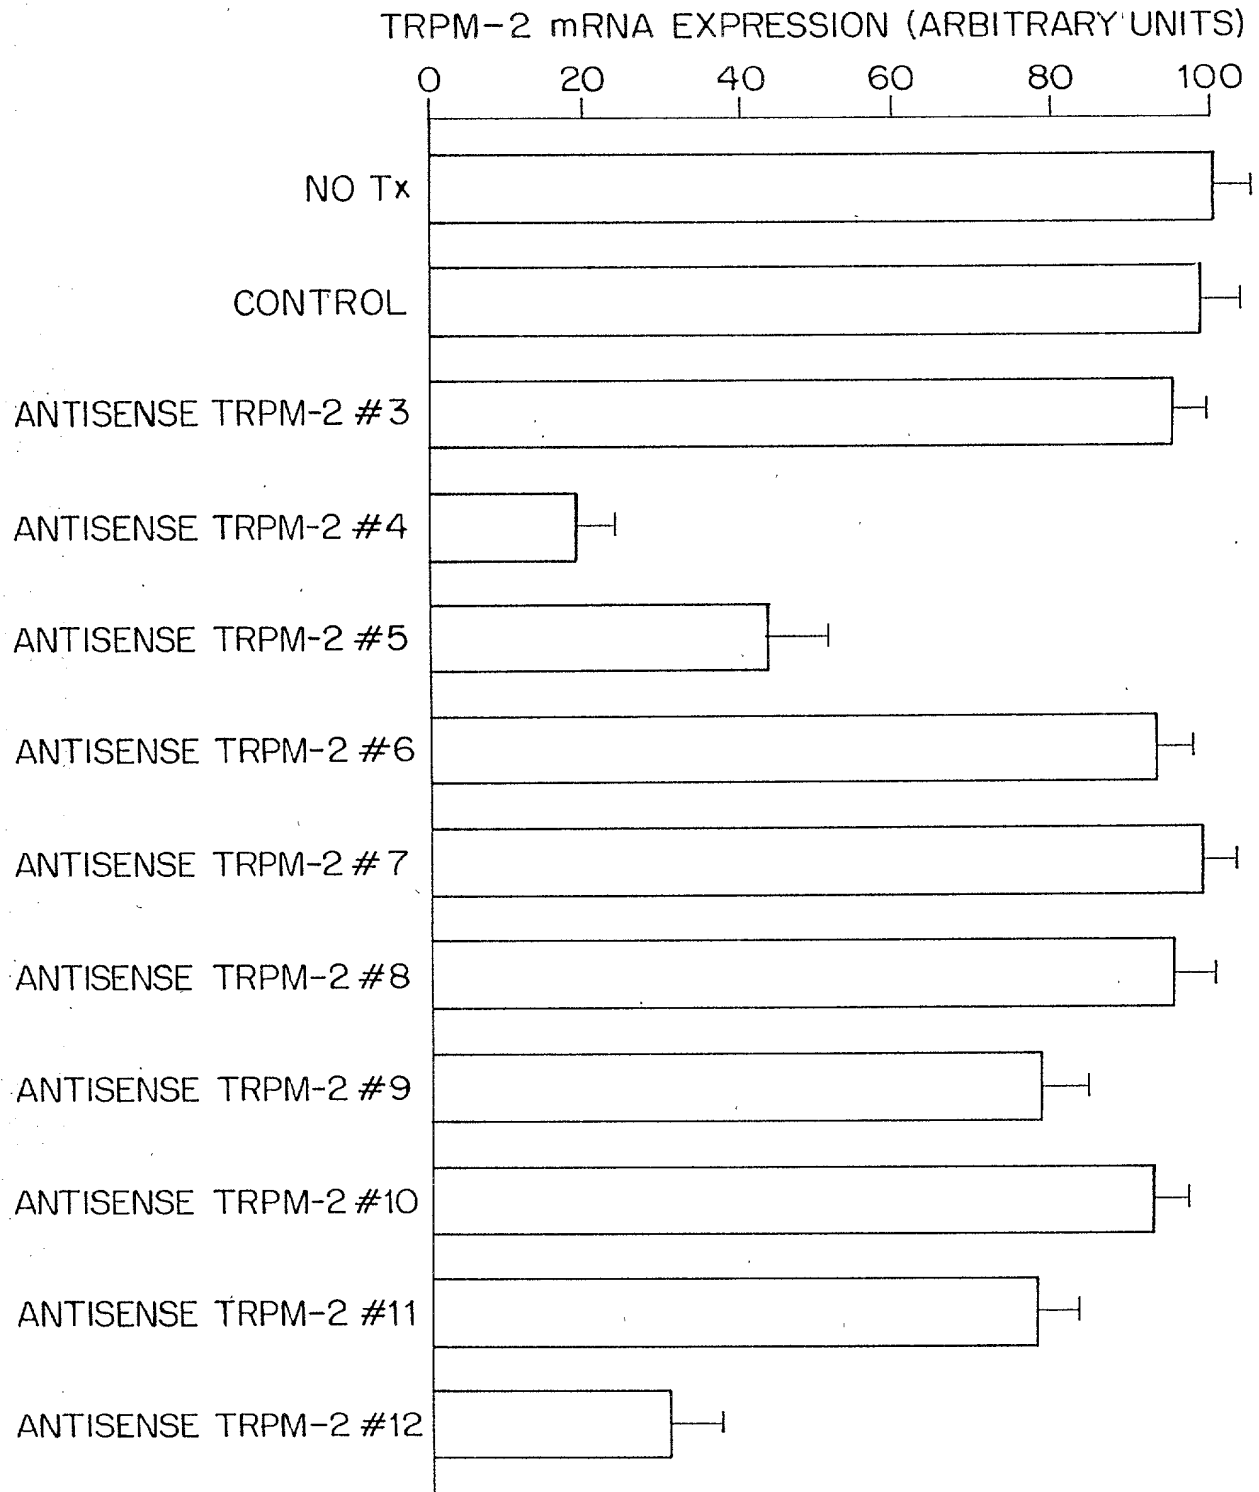 TRPM-2 mRNA EXPRESSION (ARBITRARY UNITS)
0 20 40 60 80 100
NO Tx
CONTROL
ANTISENSE TRPM-2 #3
ANTISENSE TRPM-2 #4
ANTISENSE TRPM-2 #5
ANTISENSE TRPM-2 #6
ANTISENSE TRPM-2 #7
ANTISENSE TRPM-2 #8
ANTISENSE TRPM-2 #9
ANTISENSE TRPM-2 #10
ANTISENSE TRPM-2 #11
ANTISENSE TRPM-2 #12